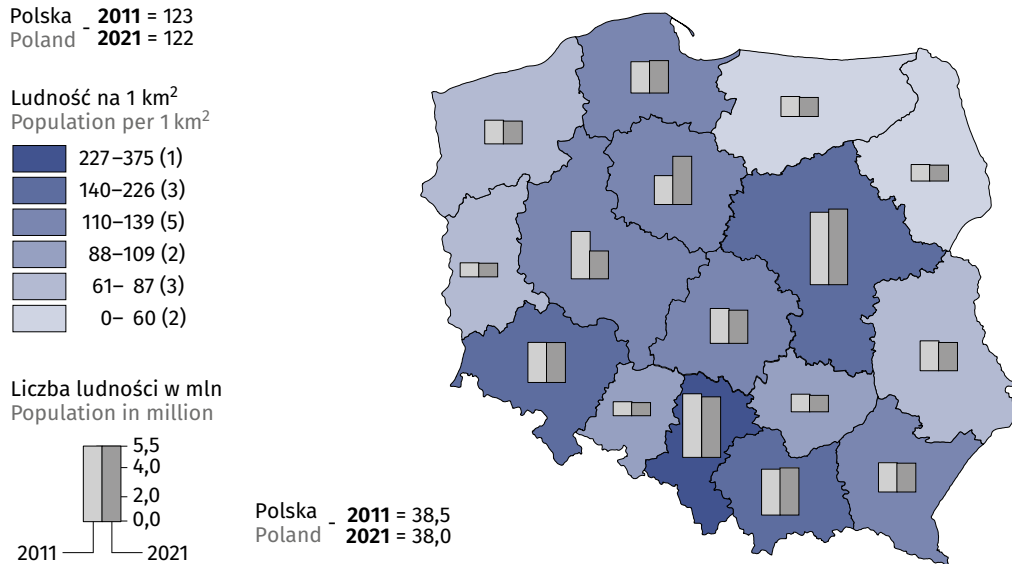 Polska - 2011 = 123
Poland 2021 = 122
Ludność na 1 km²
Population per 1 km²
227–375 (1)
140–226 (3)
110–139 (5)
88–109 (2)
61– 87 (3)
0– 60 (2)
Liczba ludności w mln
Population in million
5,5
4,0
2,0
0,0
2011 2021
Polska - 2011 = 38,5
Poland 2021 = 38,0